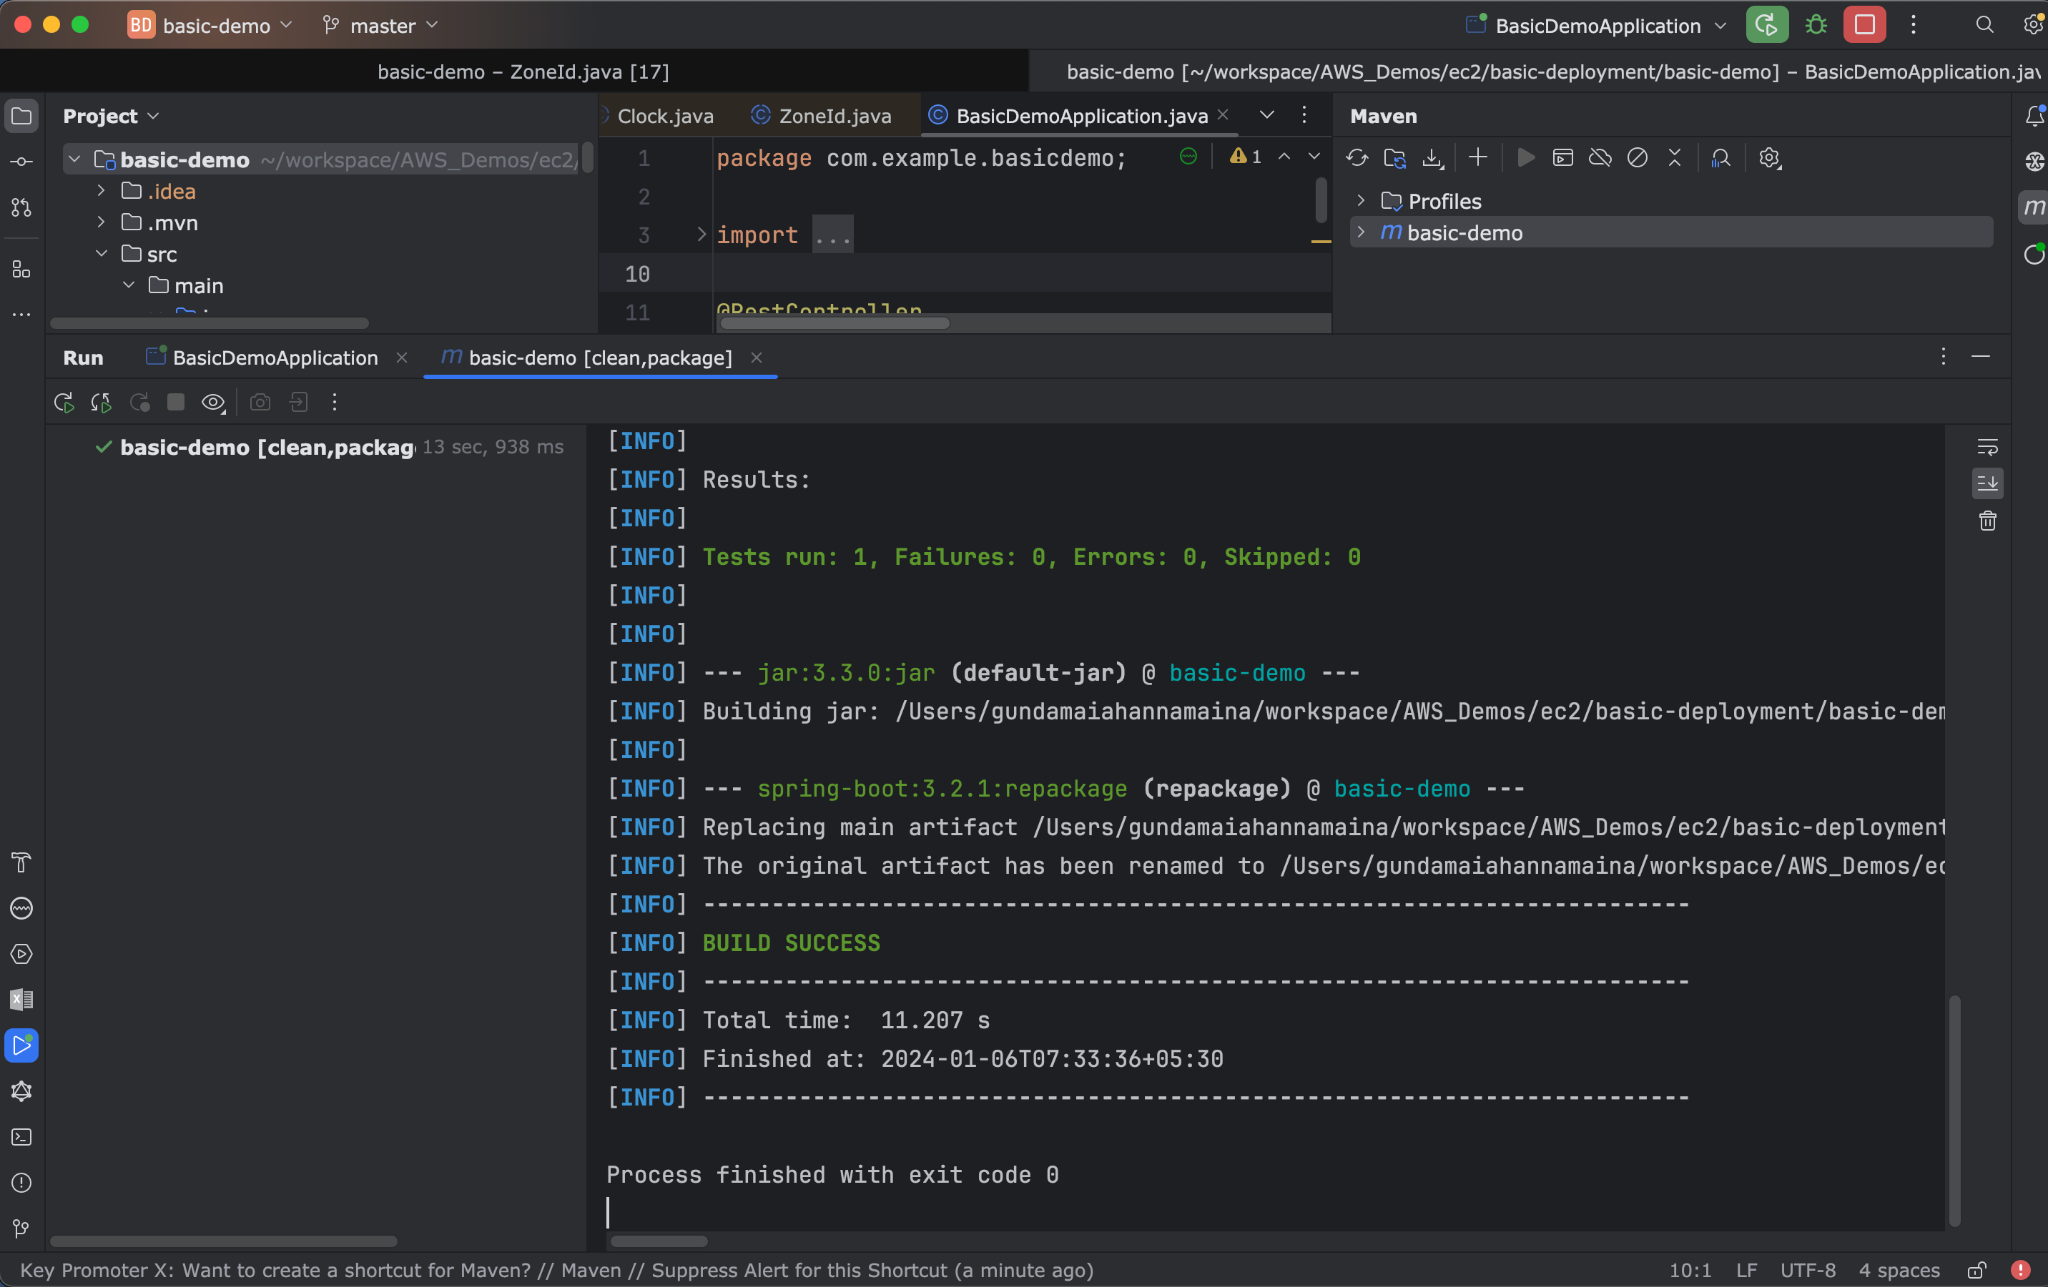 BD basic-demo master BasicDemoApplication
basic-demo – ZoneId.java [17] basic-demo [~/workspace/AWS_Demos/ec2/basic-deployment/basic-demo] – BasicDemoApplication.jav
Project
basic-demo ~/workspace/AWS_Demos/ec2/
.idea
.mvn
src
main
Clock.java ZoneId.java BasicDemoApplication.java
1 package com.example.basicdemo; 1
2
3 import ...
10
11 @RestController
Maven
Profiles
m basic-demo
m
Run BasicDemoApplication m basic-demo [clean,package]
basic-demo [clean,packag 13 sec, 938 ms
[INFO]
[INFO] Results:
[INFO]
[INFO] Tests run: 1, Failures: 0, Errors: 0, Skipped: 0
[INFO]
[INFO]
[INFO] --- jar:3.3.0:jar (default-jar) @ basic-demo ---
[INFO] Building jar: /Users/gundamaiahannamaina/workspace/AWS_Demos/ec2/basic-deployment/basic-dem
[INFO]
[INFO] --- spring-boot:3.2.1:repackage (repackage) @ basic-demo ---
[INFO] Replacing main artifact /Users/gundamaiahannamaina/workspace/AWS_Demos/ec2/basic-deployment
[INFO] The original artifact has been renamed to /Users/gundamaiahannamaina/workspace/AWS_Demos/ec
[INFO] ------------------------------------------------------------------------
[INFO] BUILD SUCCESS
[INFO] ------------------------------------------------------------------------
[INFO] Total time:  11.207 s
[INFO] Finished at: 2024-01-06T07:33:36+05:30
[INFO] ------------------------------------------------------------------------
Process finished with exit code 0
Key Promoter X: Want to create a shortcut for Maven? // Maven // Suppress Alert for this Shortcut (a minute ago) 10:1 LF UTF-8 4 spaces